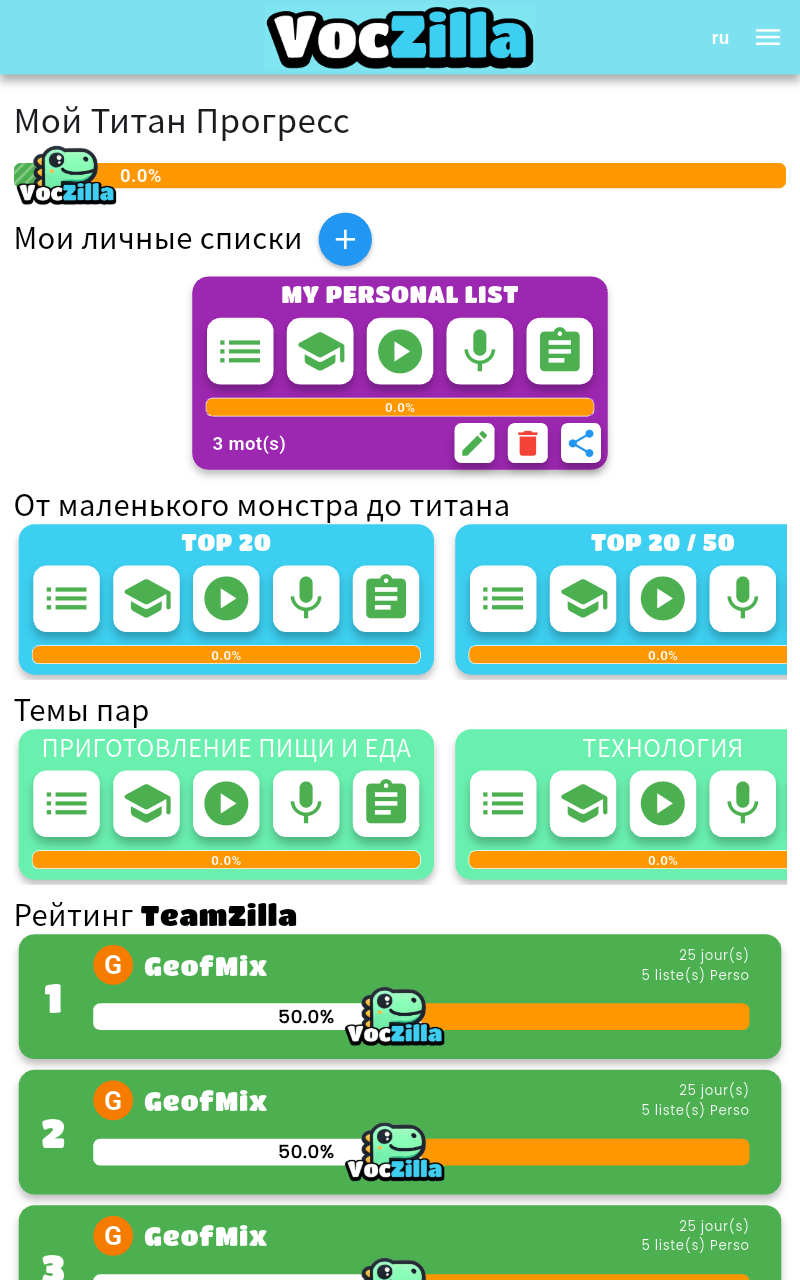 VocZilla
ru
Мой Титан Прогресс
VocZilla
0.0%
Мои личные списки
MY PERSONAL LIST
0.0%
3 mot(s)
От маленького монстра до титана
TOP 20
TOP 20 / 50
0.0%
0.0%
Темы пар
ПРИГОТОВЛЕНИЕ ПИЩИ И ЕДА
ТЕХНОЛОГИЯ
0.0%
0.0%
Рейтинг TeamZilla
1
G
GeofMix
25 jour(s)
5 liste(s) Perso
50.0%
VocZilla
2
G
GeofMix
25 jour(s)
5 liste(s) Perso
50.0%
VocZilla
3
G
GeofMix
25 jour(s)
5 liste(s) Perso